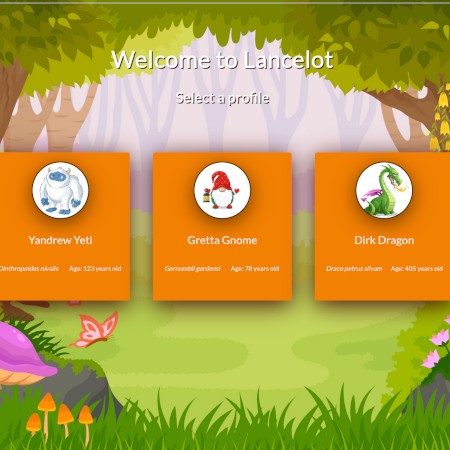 Welcome to Lancelot
Select a profile
Yandrew Yeti
Gretta Gnome
Dirk Dragon
Dinthropoides nivalis Age: 123 years old
Gernumbli gardensi Age: 78 years old
Draco petrus silvam Age: 405 years old